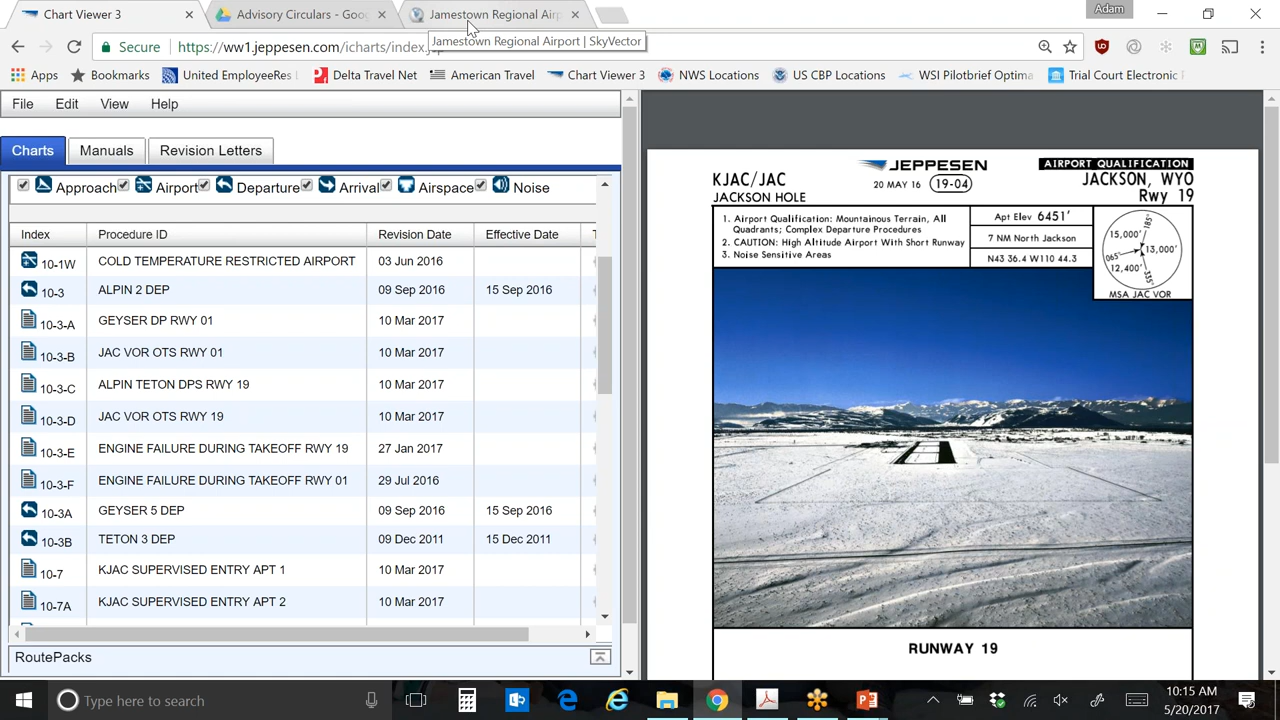 Chart Viewer 3
Advisory Circulars - Goo
Jamestown Regional Airp
Adam
Secure
https://ww1.jeppesen.com/icharts/index.j
Jamestown Regional Airport | SkyVector
Apps
Bookmarks
United EmployeeRes
Delta Travel Net
American Travel
Chart Viewer 3
NWS Locations
US CBP Locations
WSI Pilotbrief Optima
Trial Court Electronic
File Edit View Help
Charts Manuals Revision Letters
Approach Airport Departure Arrival Airspace Noise
Index Procedure ID Revision Date Effective Date
10-1W COLD TEMPERATURE RESTRICTED AIRPORT 03 Jun 2016
10-3 ALPIN 2 DEP 09 Sep 2016 15 Sep 2016
10-3-A GEYSER DP RWY 01 10 Mar 2017
10-3-B JAC VOR OTS RWY 01 10 Mar 2017
10-3-C ALPIN TETON DPS RWY 19 10 Mar 2017
10-3-D JAC VOR OTS RWY 19 10 Mar 2017
10-3-E ENGINE FAILURE DURING TAKEOFF RWY 19 27 Jan 2017
10-3-F ENGINE FAILURE DURING TAKEOFF RWY 01 29 Jul 2016
10-3A GEYSER 5 DEP 09 Sep 2016 15 Sep 2016
10-3B TETON 3 DEP 09 Dec 2011 15 Dec 2011
10-7 KJAC SUPERVISED ENTRY APT 1 10 Mar 2017
10-7A KJAC SUPERVISED ENTRY APT 2 10 Mar 2017
RoutePacks
KJAC/JAC
JACKSON HOLE
JEPPESEN
20 MAY 16 19-04
AIRPORT QUALIFICATION
JACKSON, WYO
Rwy 19
1. Airport Qualification: Mountainous Terrain, All
Quadrants; Complex Departure Procedures
2. CAUTION: High Altitude Airport With Short Runway
3. Noise Sensitive Areas
Apt Elev 6451'
7 NM North Jackson
N43 36.4 W110 44.3
15,000'
185°
13,000'
065°
12,400'
335°
MSA JAC VOR
RUNWAY 19
Type here to search
10:15 AM
5/20/2017